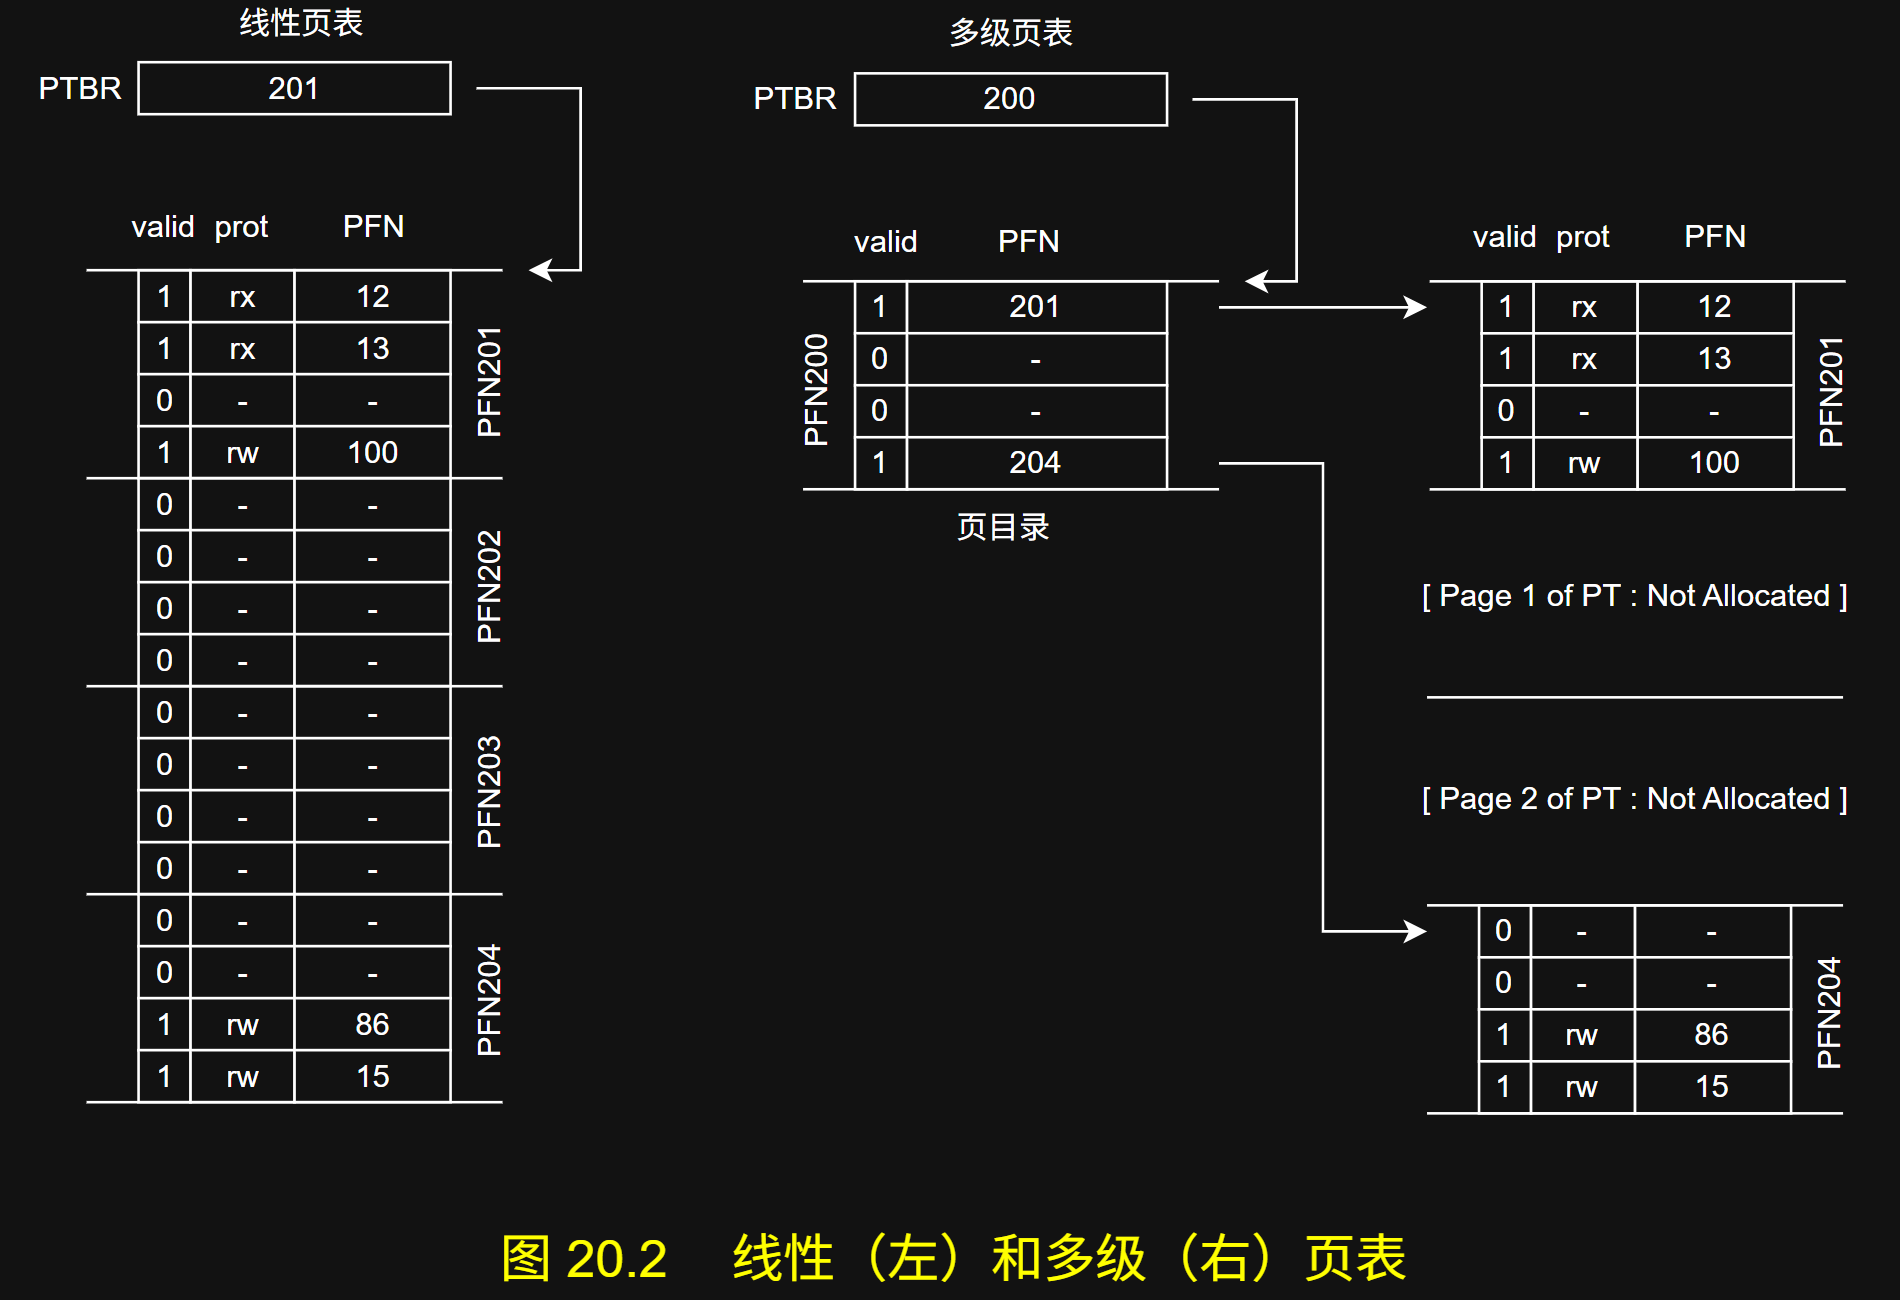 线性页表
PTBR 201
valid prot PFN
1 rx 12
1 rx 13
0 - -
1 rw 100
PFN201
0 - -
0 - -
0 - -
0 - -
PFN202
0 - -
0 - -
0 - -
0 - -
PFN203
0 - -
0 - -
1 rw 86
1 rw 15
PFN204
多级页表
PTBR 200
valid PFN
PFN200
1 201
0 -
0 -
1 204
页目录
valid prot PFN
1 rx 12
1 rx 13
0 - -
1 rw 100
PFN201
[ Page 1 of PT : Not Allocated ]
[ Page 2 of PT : Not Allocated ]
0 - -
0 - -
1 rw 86
1 rw 15
PFN204
图 20.2 线性（左）和多级（右）页表